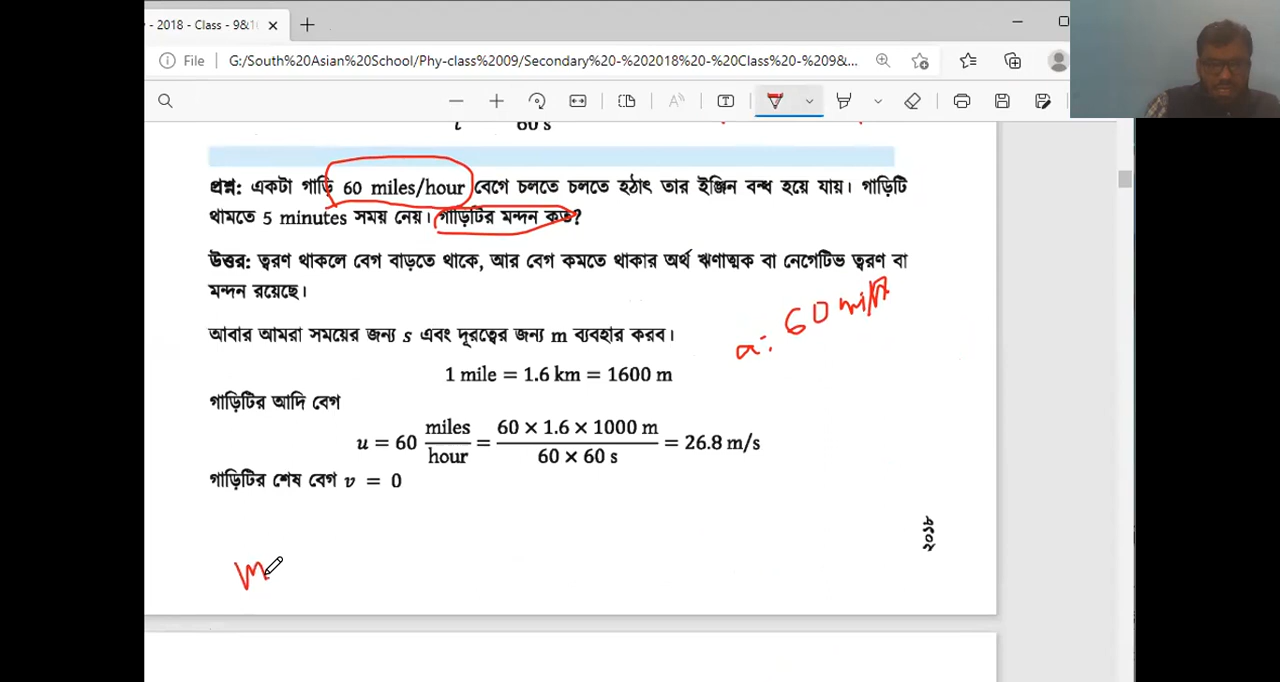 - 2018 - Class - 9&1
File G:/South%20Asian%20School/Phy-class%2009/Secondary%20-%202018%20-%20Class%20-%209&...
60 s
প্রশ্ন: একটা গাড়ি 60 miles/hour বেগে চলতে চলতে হঠাৎ তার ইঞ্জিন বন্ধ হয়ে যায়। গাড়িটি
থামতে 5 minutes সময় নেয়। গাড়িটির মন্দন কত?
উত্তর: ত্বরণ থাকলে বেগ বাড়তে থাকে, আর বেগ কমতে থাকার অর্থ ঋণাত্মক বা নেগেটিভ ত্বরণ বা
মন্দন রয়েছে।
আবার আমরা সময়ের জন্য s এবং দূরত্বের জন্য m ব্যবহার করব।
60 mi/h
1 mile = 1.6 km = 1600 m
গাড়িটির আদি বেগ
u = 60 miles/hour = 60 × 1.6 × 1000 m / 60 × 60 s = 26.8 m/s
গাড়িটির শেষ বেগ v = 0
২০১৮
m